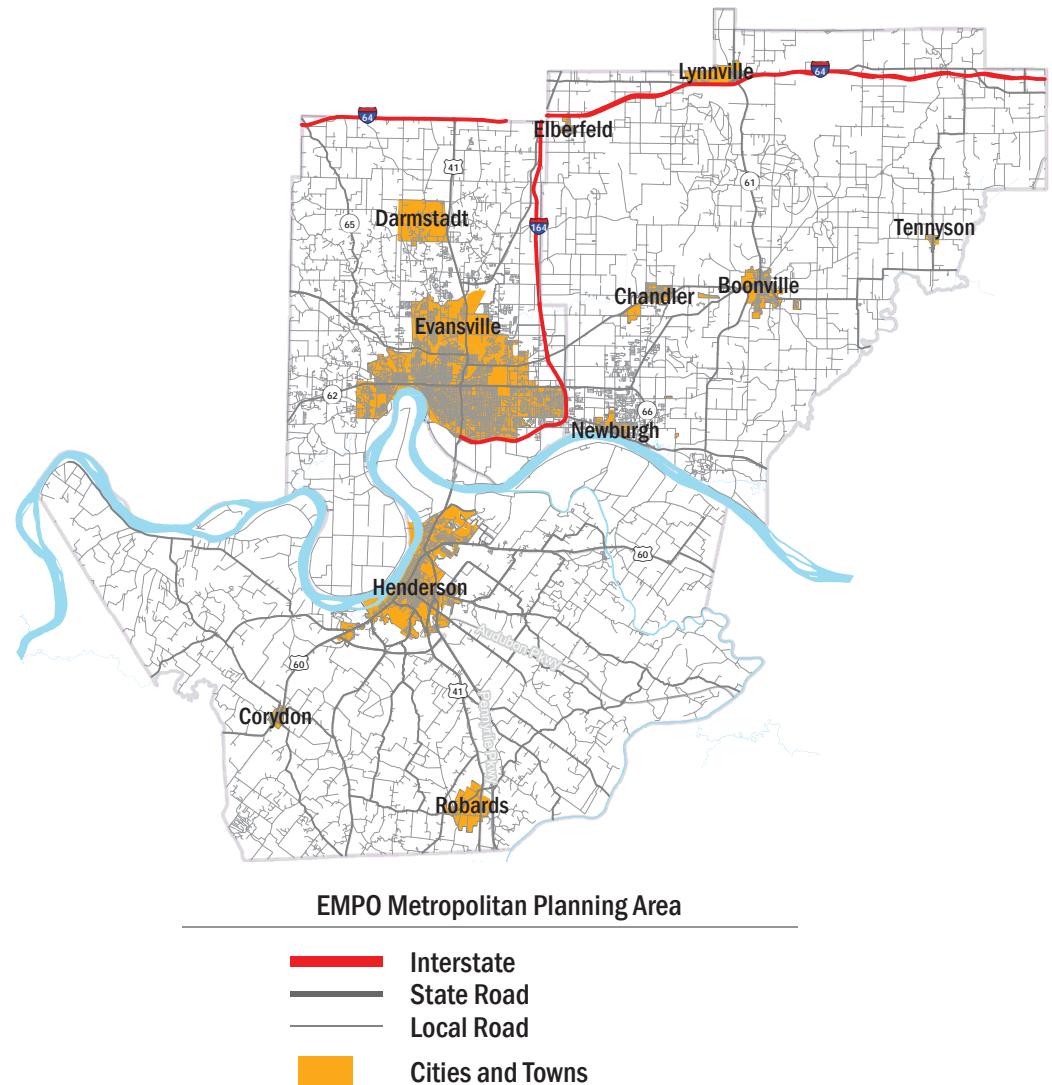 Lynnville
64
64
Elberfeld
41
61
Darmstadt
65
164
Tennyson
Chandler
Boonville
Evansville
62
66
Newburgh
60
Henderson
Audubon Pkwy
60
41
Pennyrile Pkwy
Corydon
Robards
EMPO Metropolitan Planning Area
Interstate
State Road
Local Road
Cities and Towns